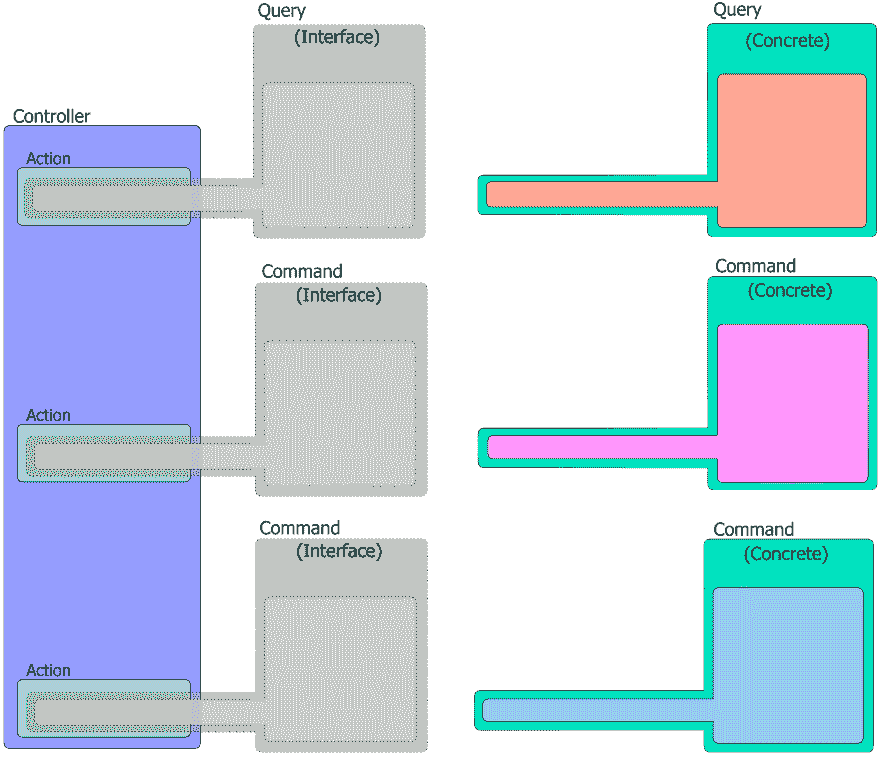 Query
(Interface)
Query
(Concrete)
Controller
Action
Command
(Interface)
Command
(Concrete)
Action
Command
(Interface)
Command
(Concrete)
Action